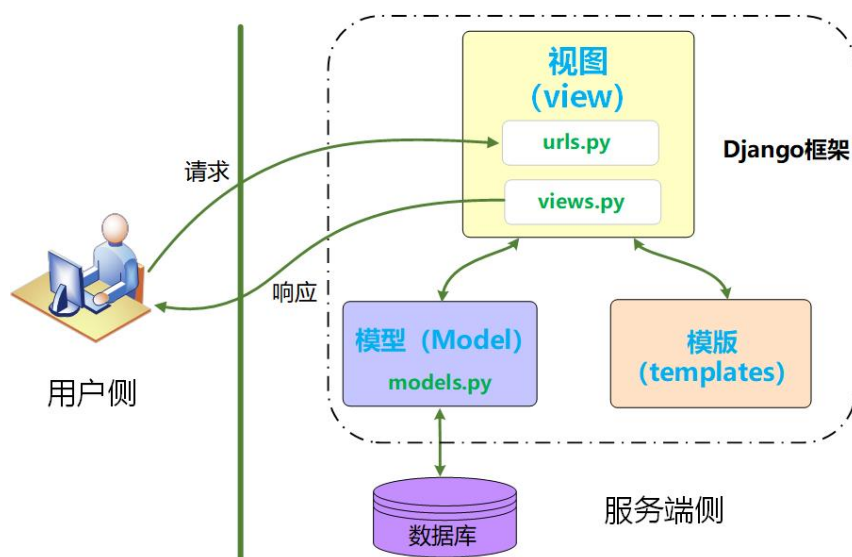 视图
(view)
urls.py
views.py
Django框架
请求
响应
用户侧
模型（Model）
models.py
模版
(templates)
数据库
服务端侧